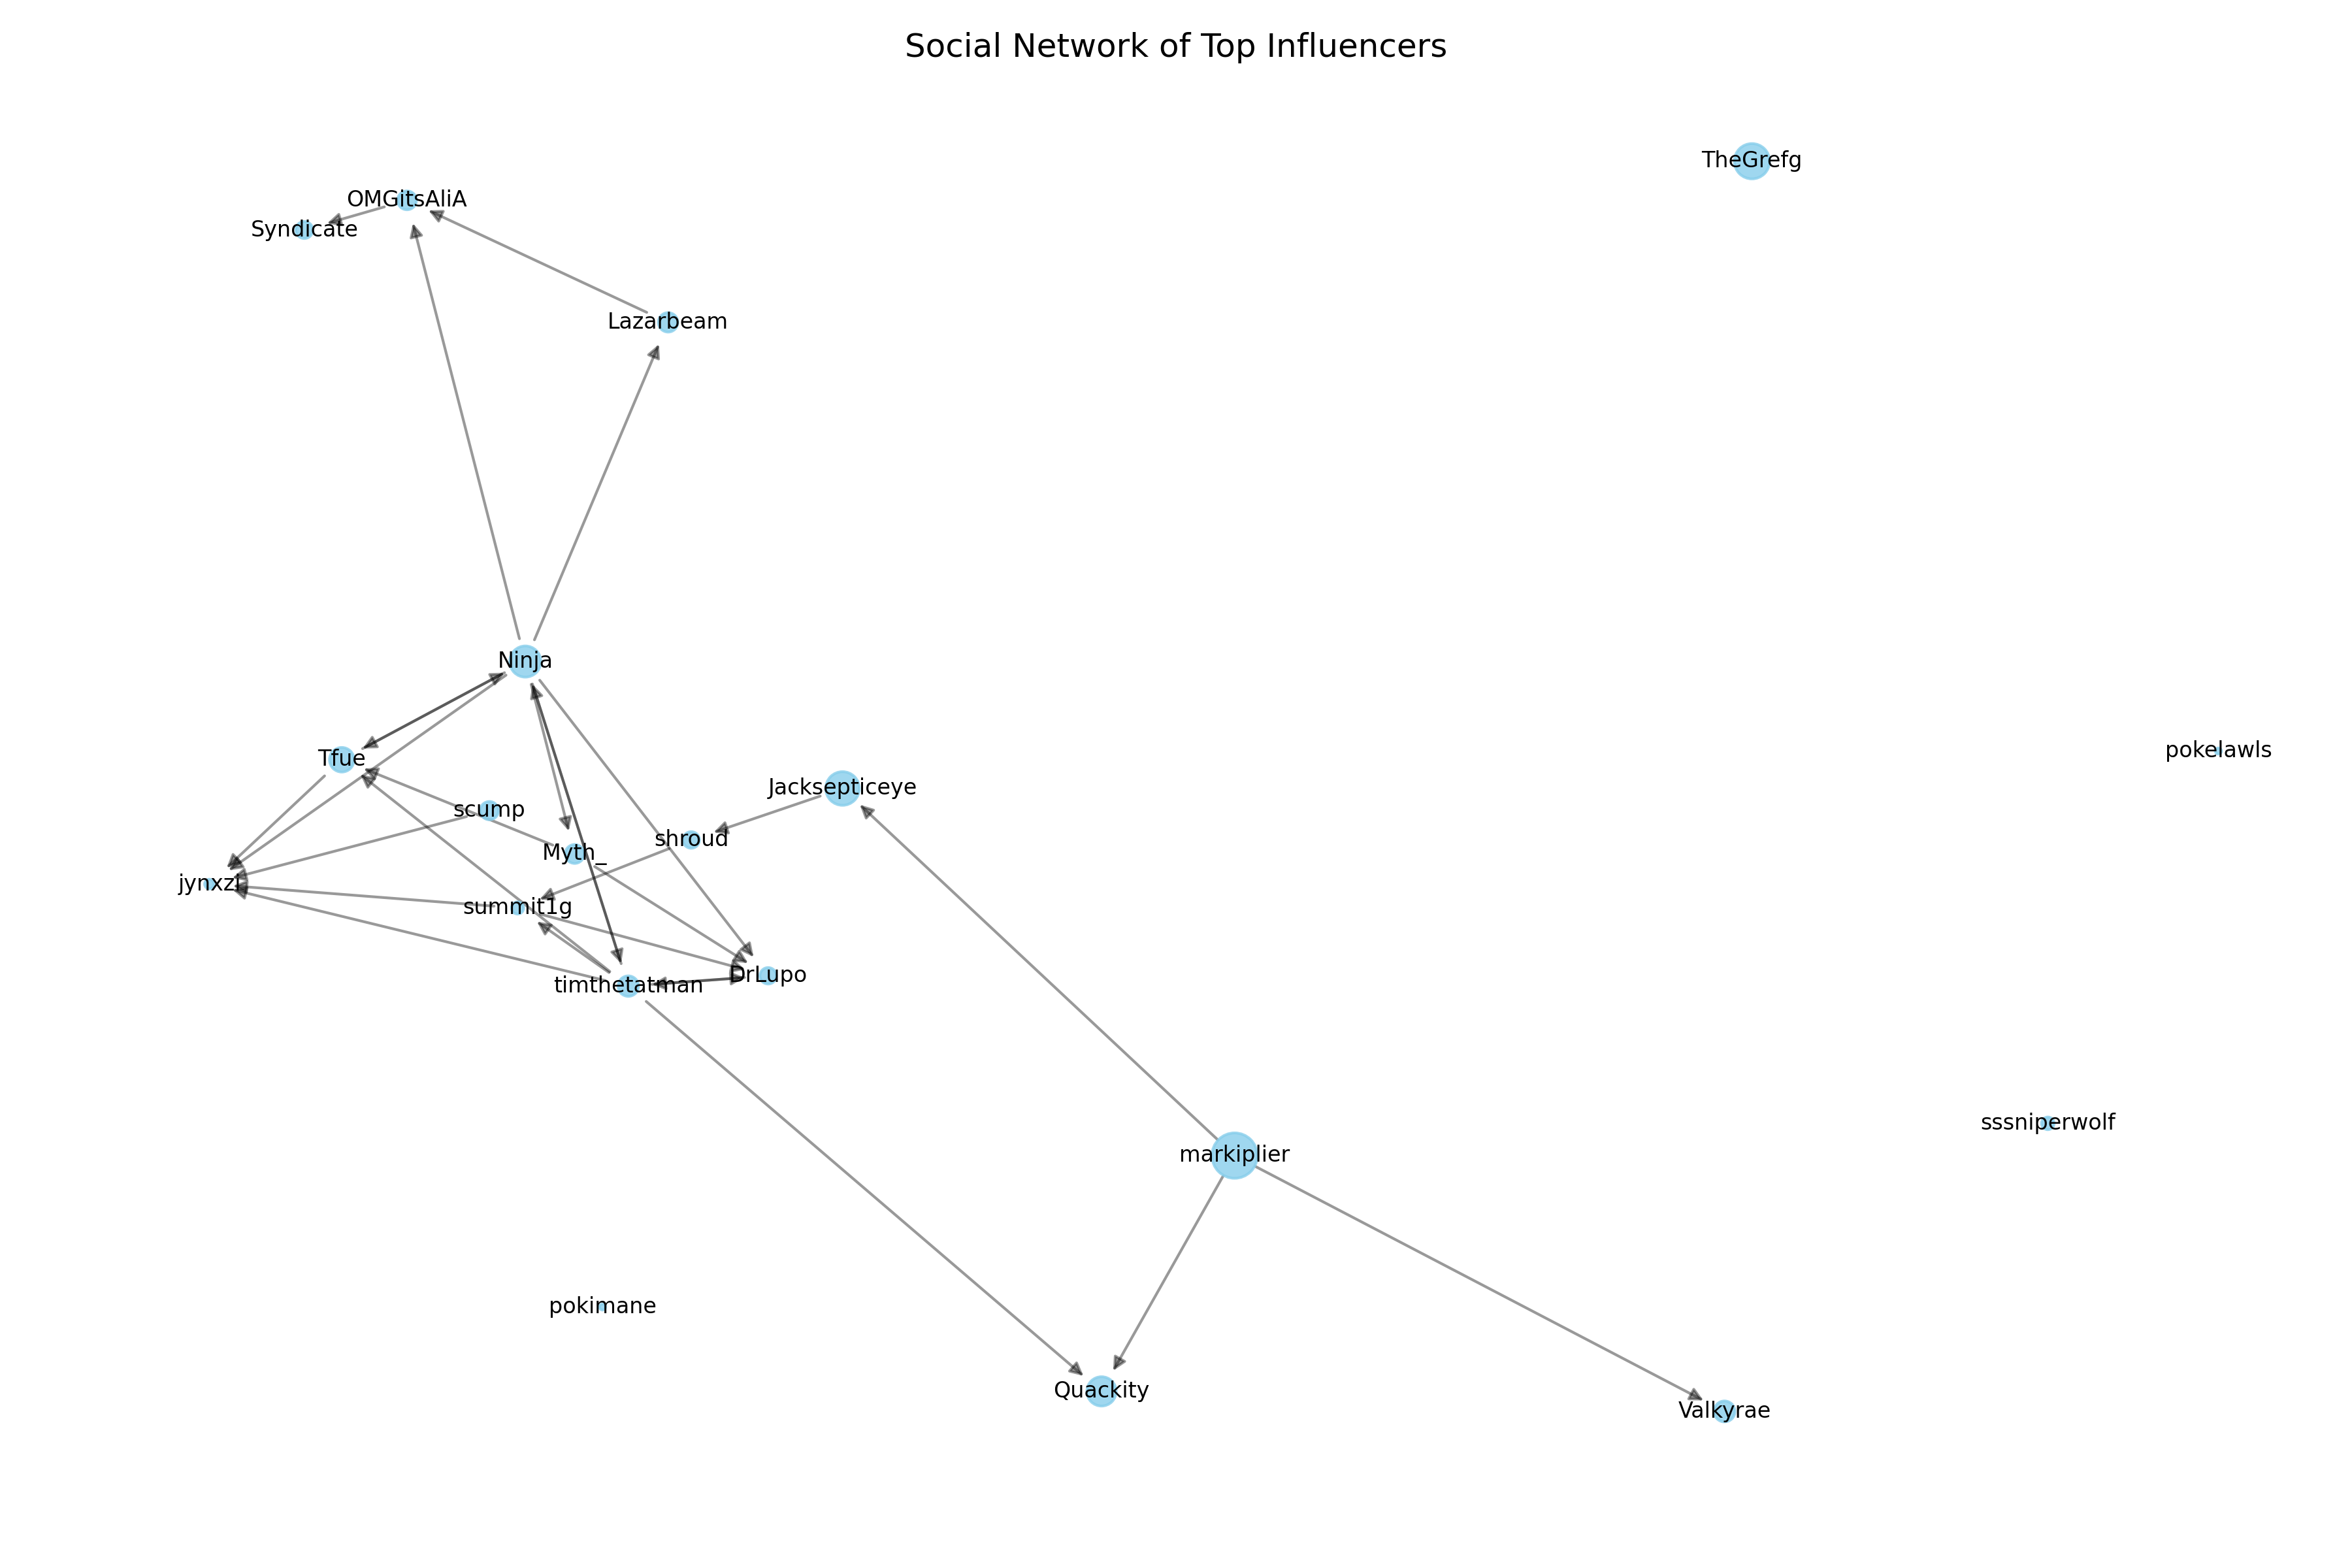 Social Network of Top Influencers
TheGrefg
OMGitsAliA
Syndicate
Lazarbeam
Ninja
pokelawls
Tfue
Jacksepticeye
scump
shroud
Myth_
jynxzi
summit1g
DrLupo
timthetatman
sssniperwolf
markiplier
pokimane
Quackity
Valkyrae